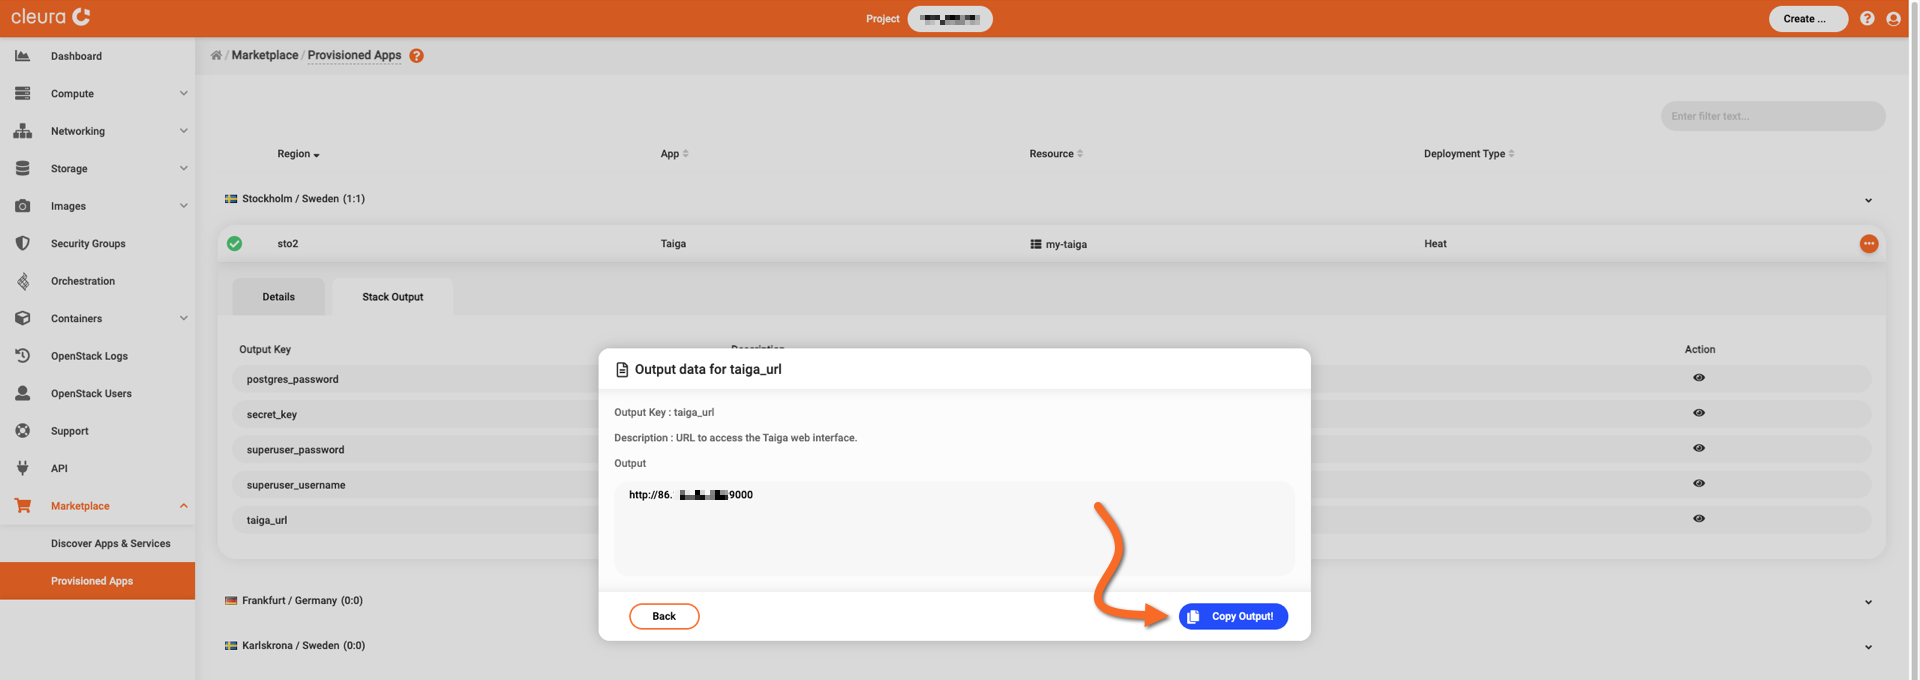 cleura
Project
Create ...
Dashboard
Compute
Networking
Storage
Images
Security Groups
Orchestration
Containers
OpenStack Logs
OpenStack Users
Support
API
Marketplace
Discover Apps & Services
Provisioned Apps
/ Marketplace / Provisioned Apps ?
Enter filter text...
Region App Resource Deployment Type
Stockholm / Sweden (1:1)
sto2 Taiga my-taiga Heat
Details Stack Output
Output Key Description Action
postgres_password
secret_key
superuser_password
superuser_username
taiga_url
Output data for taiga_url
Output Key : taiga_url
Description : URL to access the Taiga web interface.
Output
http://86. 9000
Back Copy Output!
Frankfurt / Germany (0:0)
Karlskrona / Sweden (0:0)